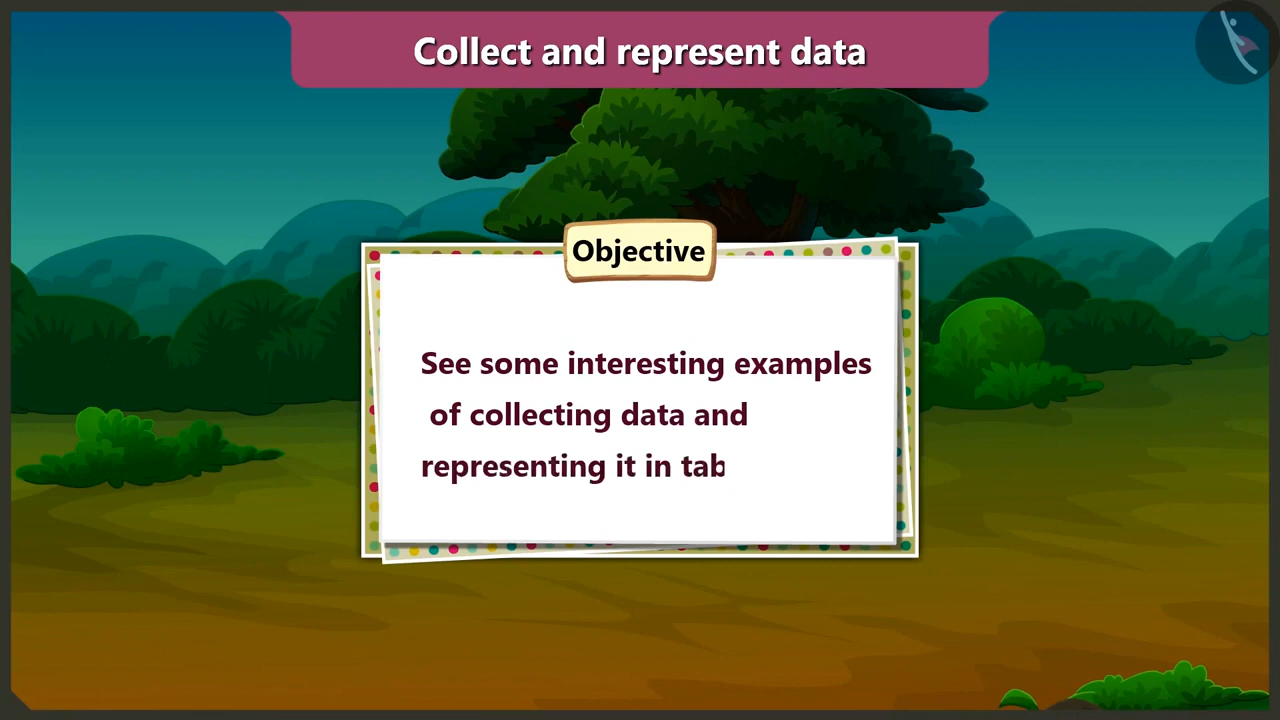 Collect and represent data
Objective
See some interesting examples
of collecting data and
representing it in tab